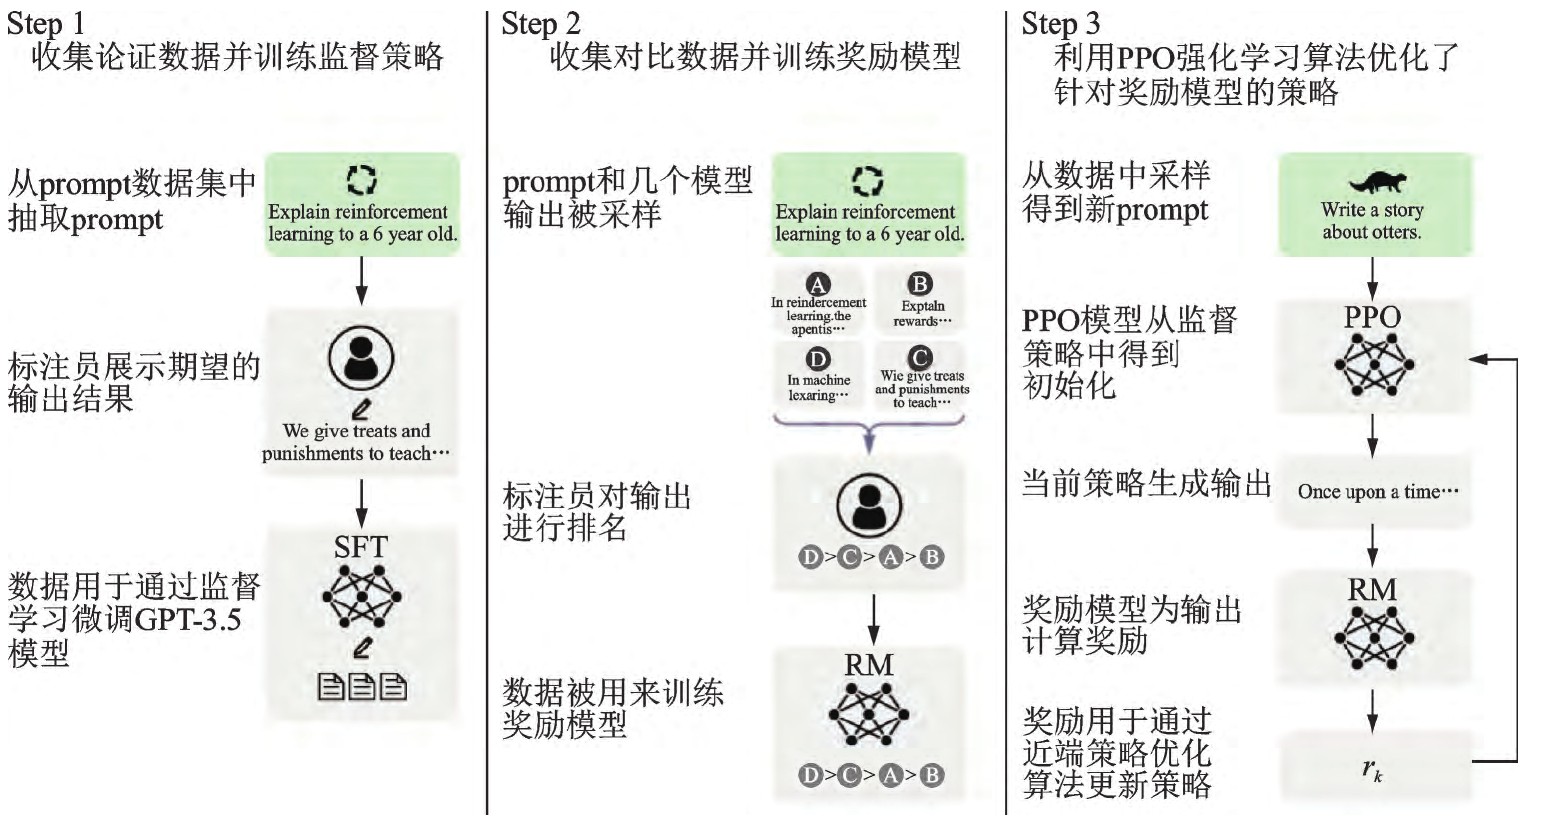 Step 1
收集论证数据并训练监督策略
从prompt数据集中
抽取prompt
Explain reinforcement
learning to a 6 year old.
标注员展示期望的
输出结果
We give treats and
punishments to teach…
SFT
数据用于通过监督
学习微调GPT-3.5
模型
Step 2
收集对比数据并训练奖励模型
prompt和几个模型
输出被采样
Explain reinforcement
learning to a 6 year old.
A
In reindercement
learring.the
apentis…
B
Exptain
rewards…
D
In machine
lexaring…
C
Wie give treats
and punishments
to teach…
标注员对输出
进行排名
D>C>A>B
数据被用来训练
奖励模型
RM
D>C>A>B
Step 3
利用PPO强化学习算法优化了
针对奖励模型的策略
从数据中采样
得到新prompt
Write a story
about otters.
PPO模型从监督
策略中得到
初始化
PPO
当前策略生成输出
Once upon a time…
奖励模型为输出
计算奖励
RM
奖励用于通过
近端策略优化
算法更新策略
rₖ